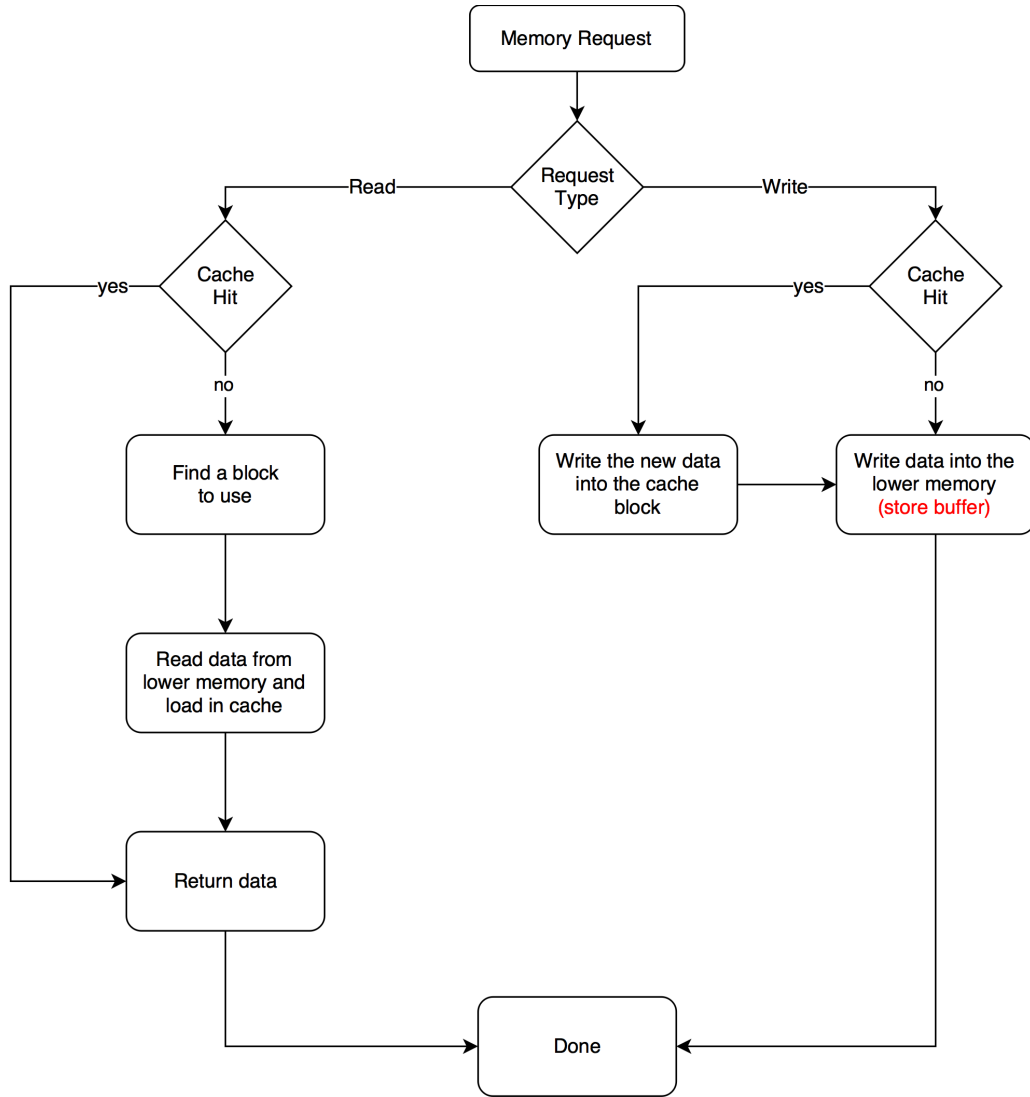 Memory Request
Request
Type
Read
Write
Cache
Hit
yes
no
Cache
Hit
yes
no
Find a block
to use
Write the new data
into the cache
block
Write data into the
lower memory
(store buffer)
Read data from
lower memory and
load in cache
Return data
Done